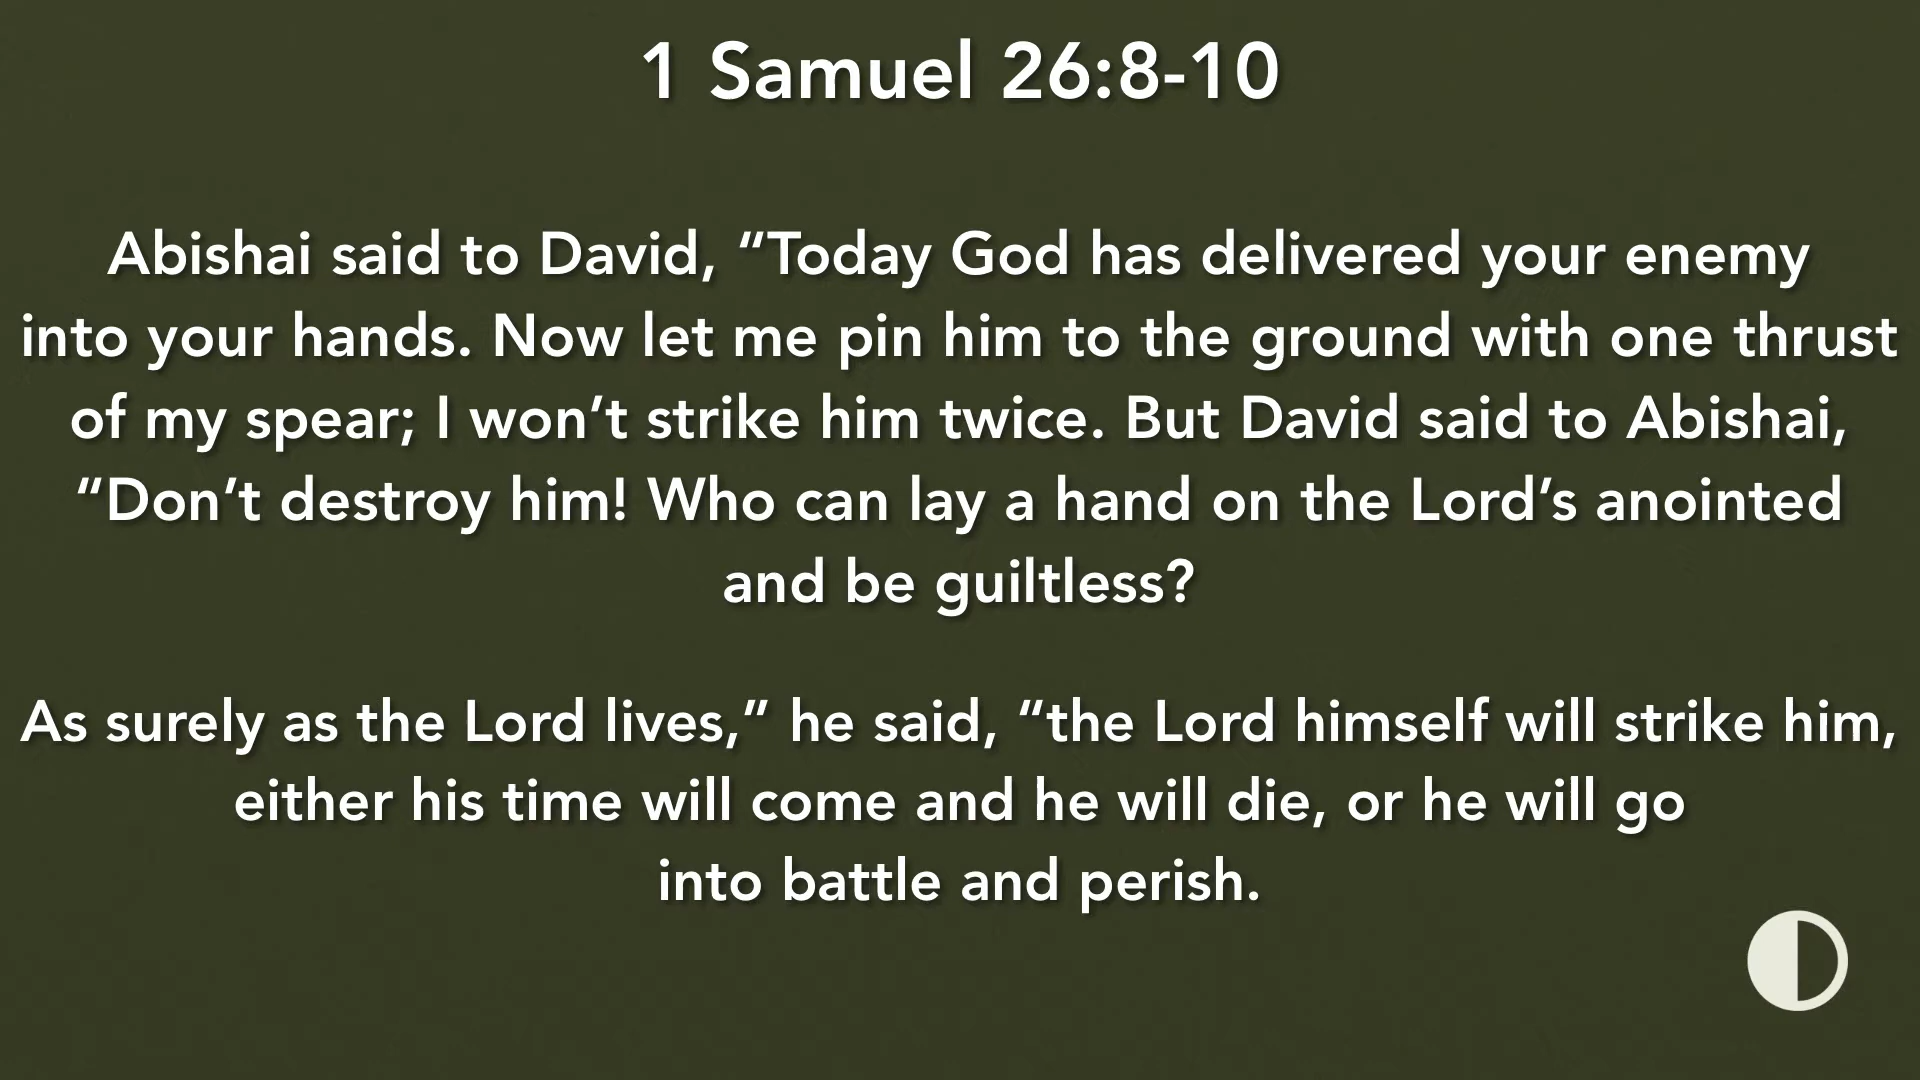 1 Samuel 26:8-10
Abishai said to David, “Today God has delivered your enemy
into your hands. Now let me pin him to the ground with one thrust
of my spear; I won’t strike him twice. But David said to Abishai,
“Don’t destroy him! Who can lay a hand on the Lord’s anointed
and be guiltless?
As surely as the Lord lives,” he said, “the Lord himself will strike him,
either his time will come and he will die, or he will go
into battle and perish.